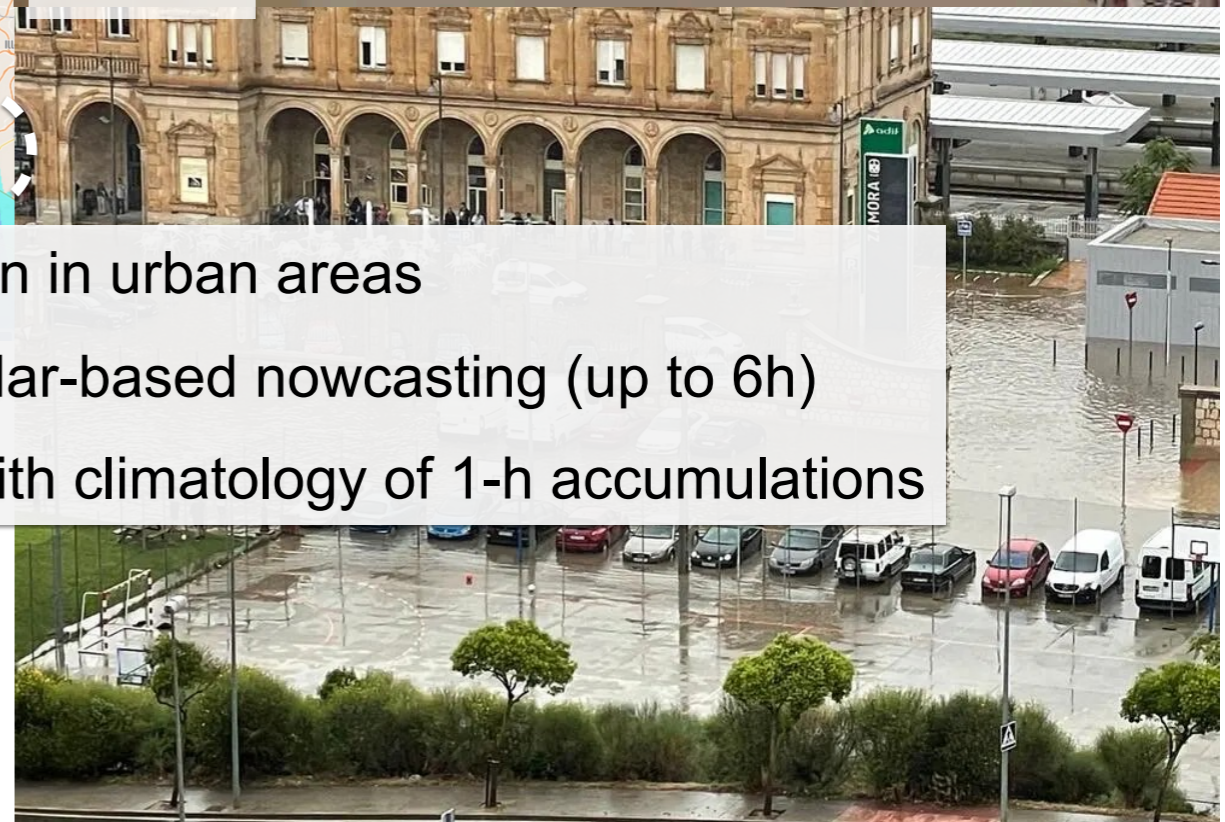 adif
ZAMORA
n in urban areas
lar-based nowcasting (up to 6h)
ith climatology of 1-h accumulations